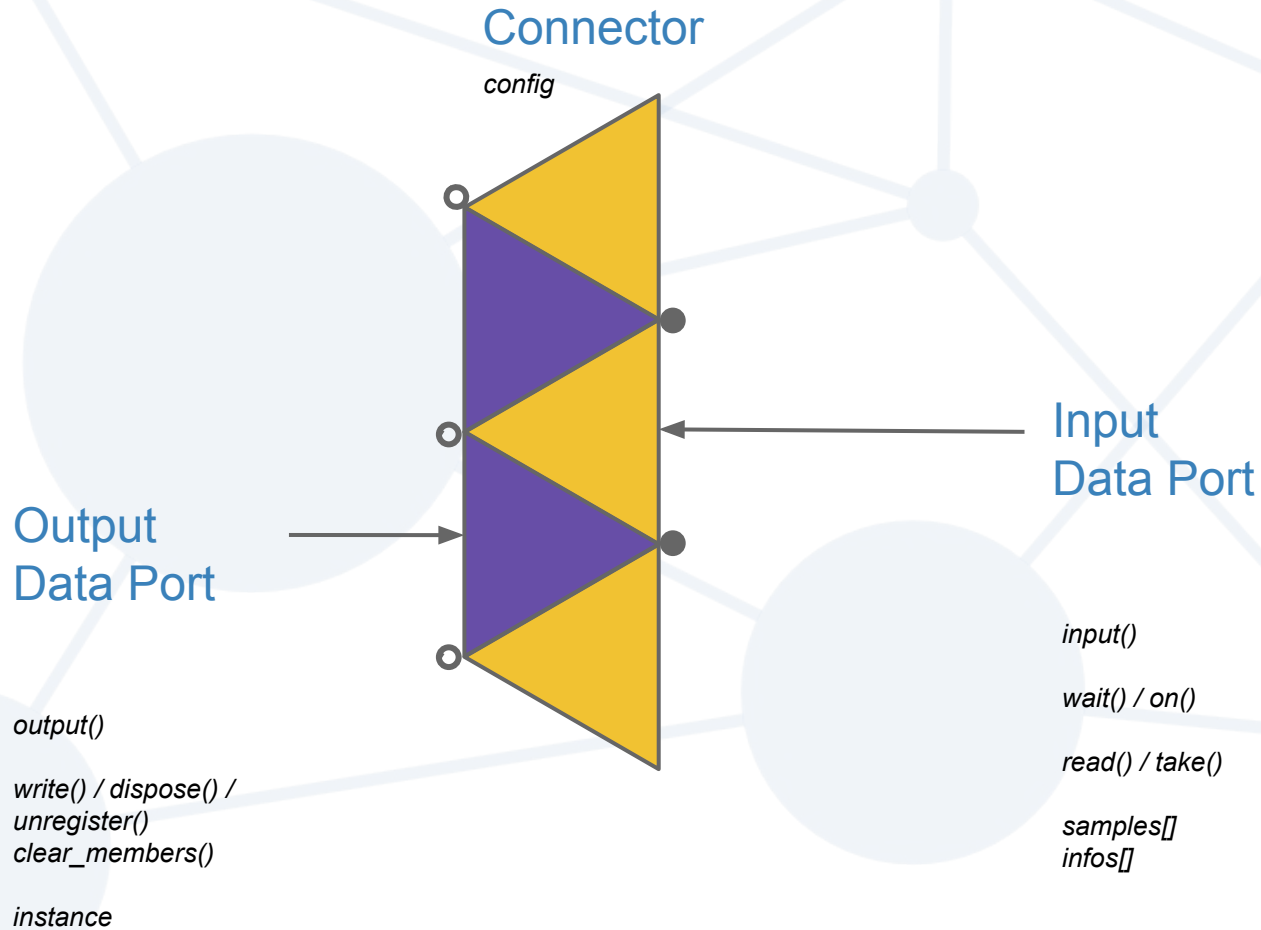 Connector
config
Input
Data Port
Output
Data Port
input()
wait() / on()
read() / take()
samples[]
infos[]
output()
write() / dispose() /
unregister()
clear_members()
instance